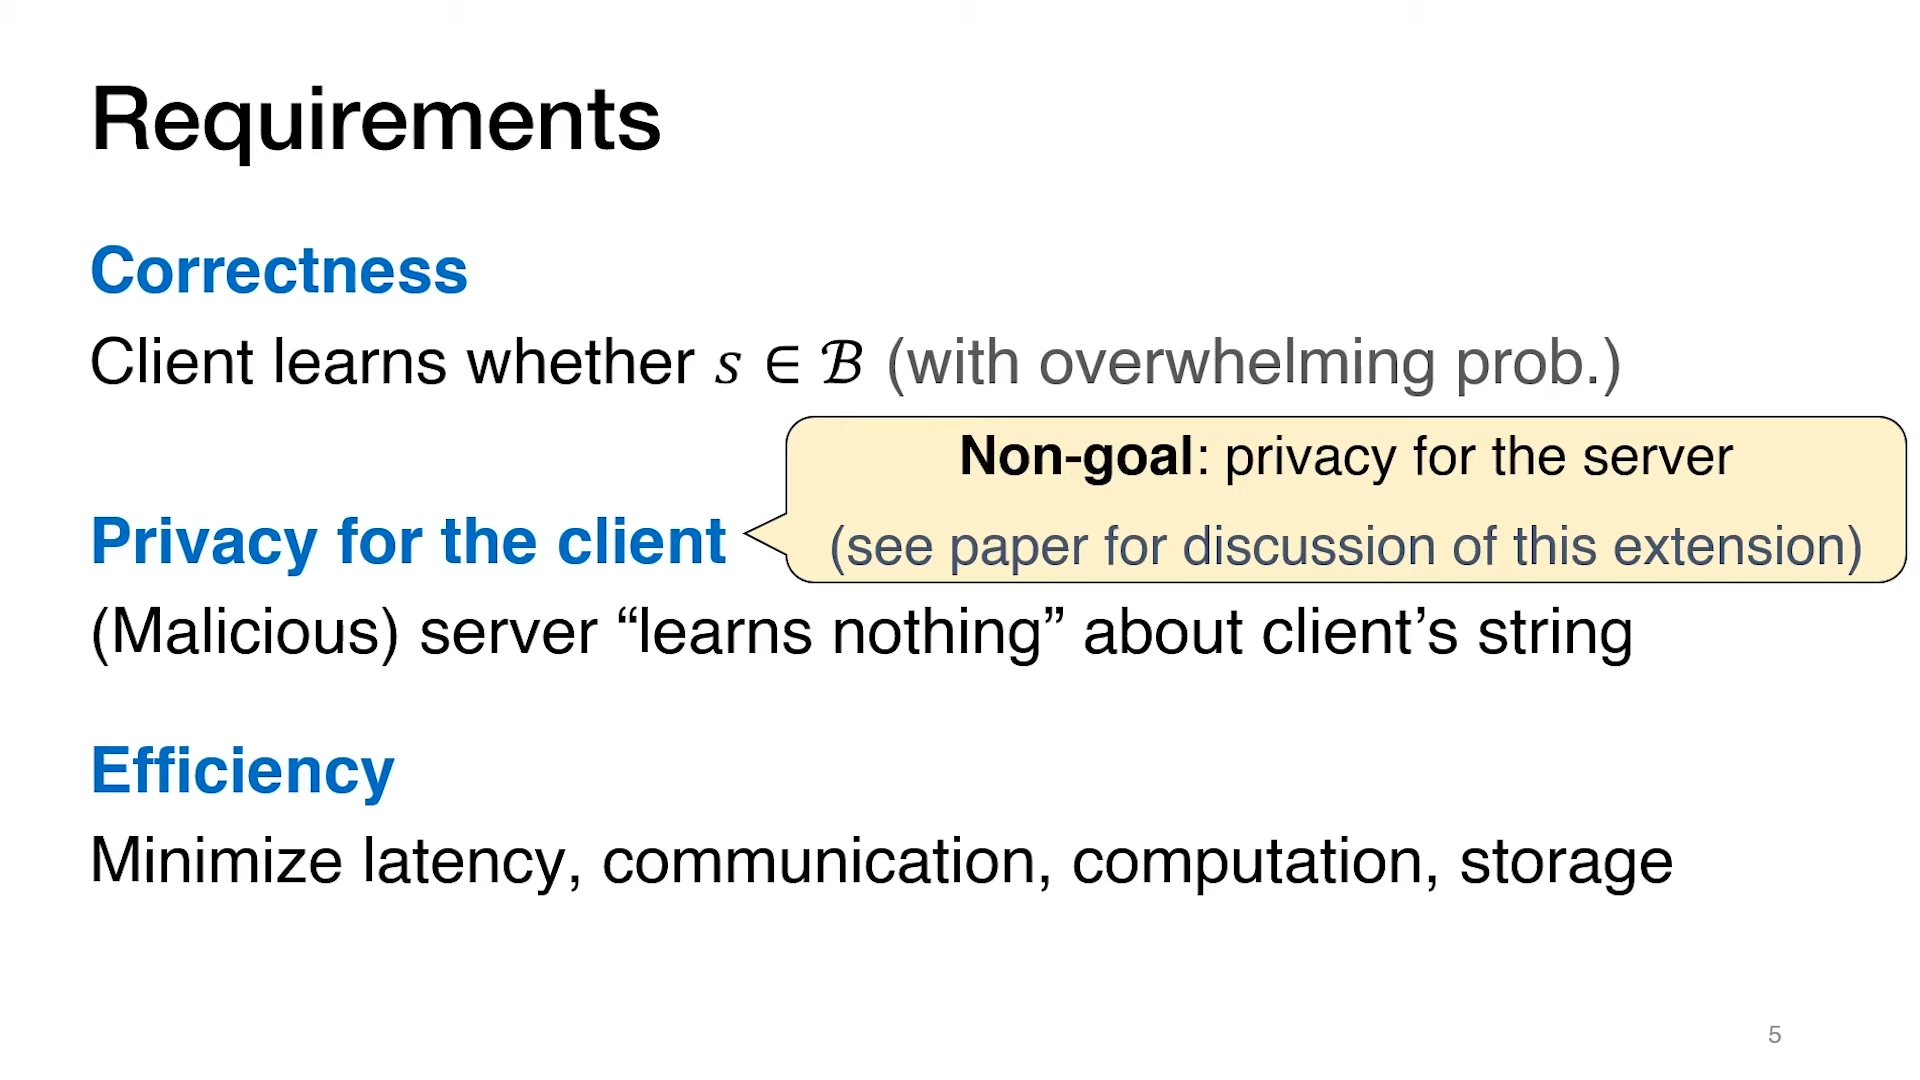 Requirements
Correctness
Client learns whether 𝑠 ∈ ℬ (with overwhelming prob.)
Non-goal: privacy for the server
(see paper for discussion of this extension)
Privacy for the client
(Malicious) server “learns nothing” about client’s string
Efficiency
Minimize latency, communication, computation, storage
5